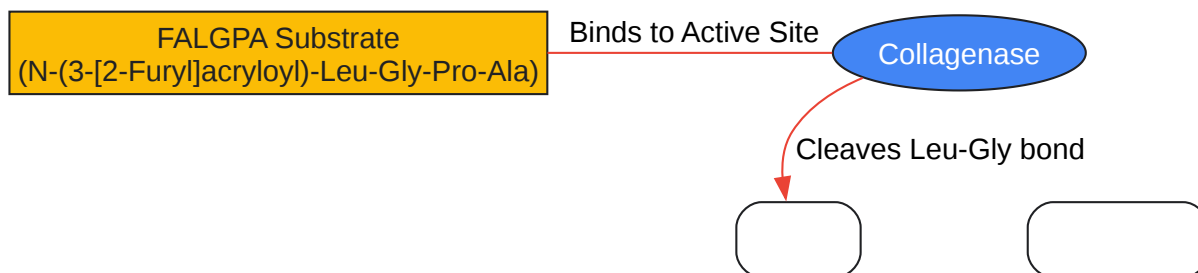 FALGPA Substrate
(N-(3-[2-Furyl]acryloyl)-Leu-Gly-Pro-Ala)
Binds to Active Site
Collagenase
Cleaves Leu-Gly bond